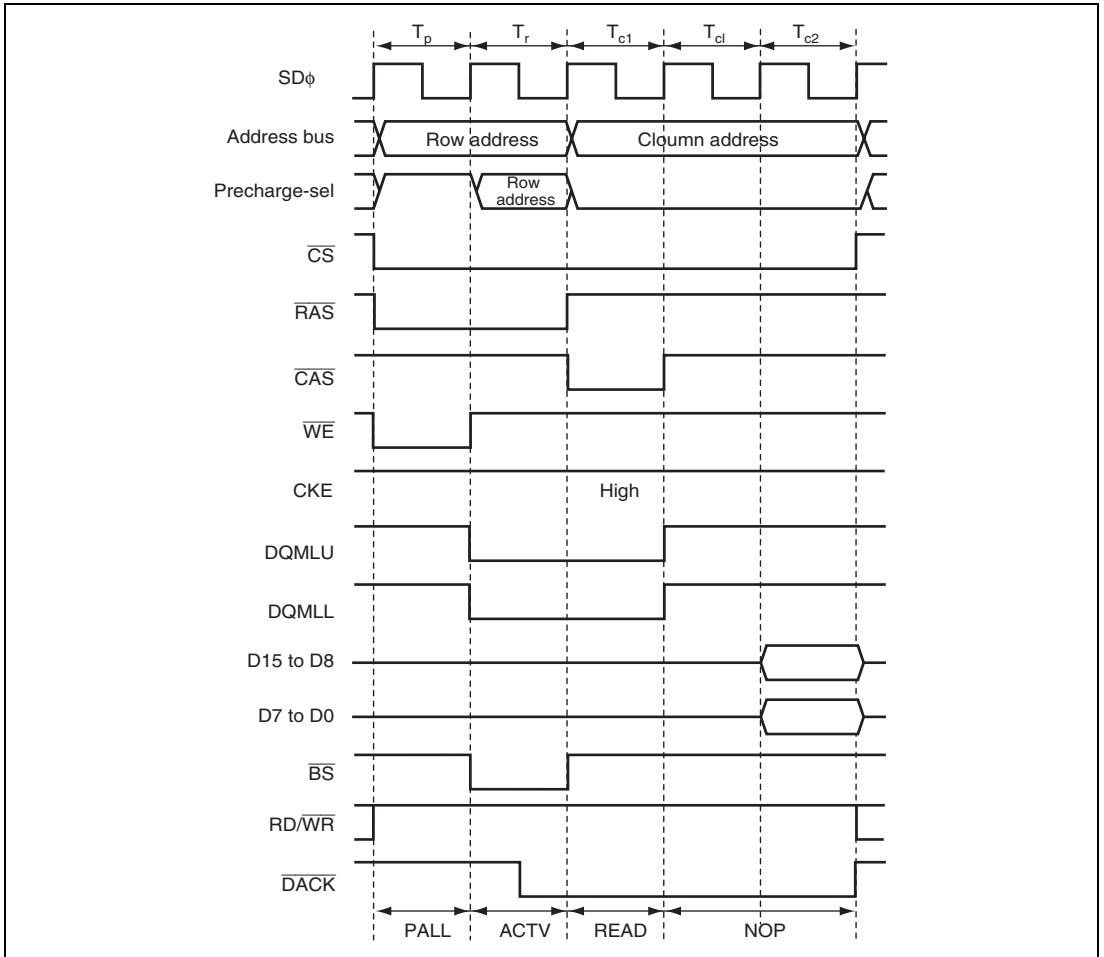 Tp Tr Tc1 Tcl Tc2
SDϕ
Address bus Row address Cloumn address
Precharge-sel Row address
CS
RAS
CAS
WE
CKE High
DQMLU
DQMLL
D15 to D8
D7 to D0
BS
RD/WR
DACK
PALL ACTV READ NOP